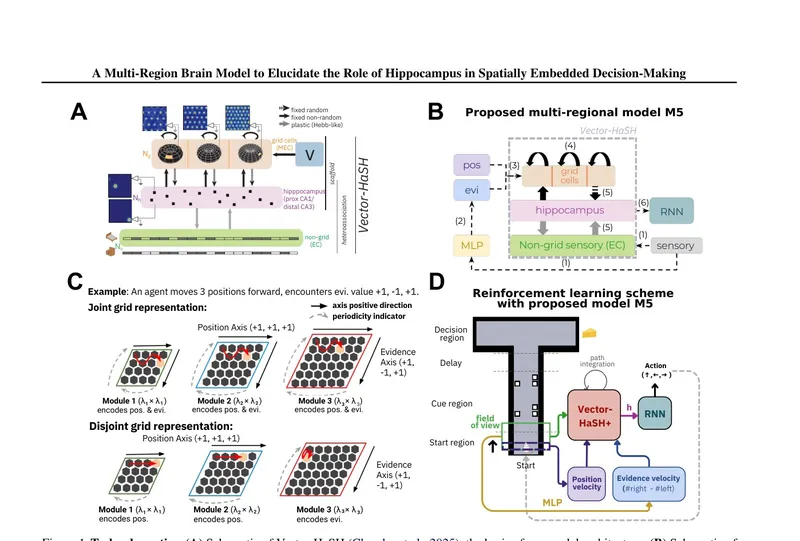 A Multi-Region Brain Model to Elucidate the Role of Hippocampus in Spatially Embedded Decision-Making
A
fixed random
fixed non-random
plastic (Hebb-like)
grid cells
(MEC)
V
scaffold
hippocampus
(prox CA1/
distal CA3)
heteroassociation
Vector-HaSH
non-grid
(EC)
B
Proposed multi-regional model M5
Vector-HaSH
(4)
pos
(3)
evi
grid
cells
(2)
(5)
hippocampus
(6)
RNN
(5)
MLP
Non-grid sensory (EC)
(1)
sensory
(1)
C
Example: An agent moves 3 positions forward, encounters evi. value +1, -1, +1.
Joint grid representation:
axis positive direction
periodicity indicator
Position Axis (+1, +1, +1)
Evidence
Axis (+1,
-1, +1)
Module 1 (λ₁ × λ₁)
encodes pos. & evi.
Module 2 (λ₂ × λ₂)
encodes pos. & evi.
Module 3 (λ₃ × λ₃)
encodes pos. & evi.
Disjoint grid representation:
Position Axis (+1, +1, +1)
Evidence
Axis (+1,
-1, +1)
Module 1 (λ₁ × λ₁)
encodes pos.
Module 2 (λ₂ × λ₂)
encodes pos.
Module 3 (λ₃ × λ₃)
encodes evi.
D
Reinforcement learning scheme
with proposed model M5
Decision
region
Delay
Cue region
field
of view
Start region
Start
path
integration
Action
(↑,←,→)
Vector-
HaSH+
h
RNN
Position
velocity
Evidence velocity
(#right - #left)
MLP